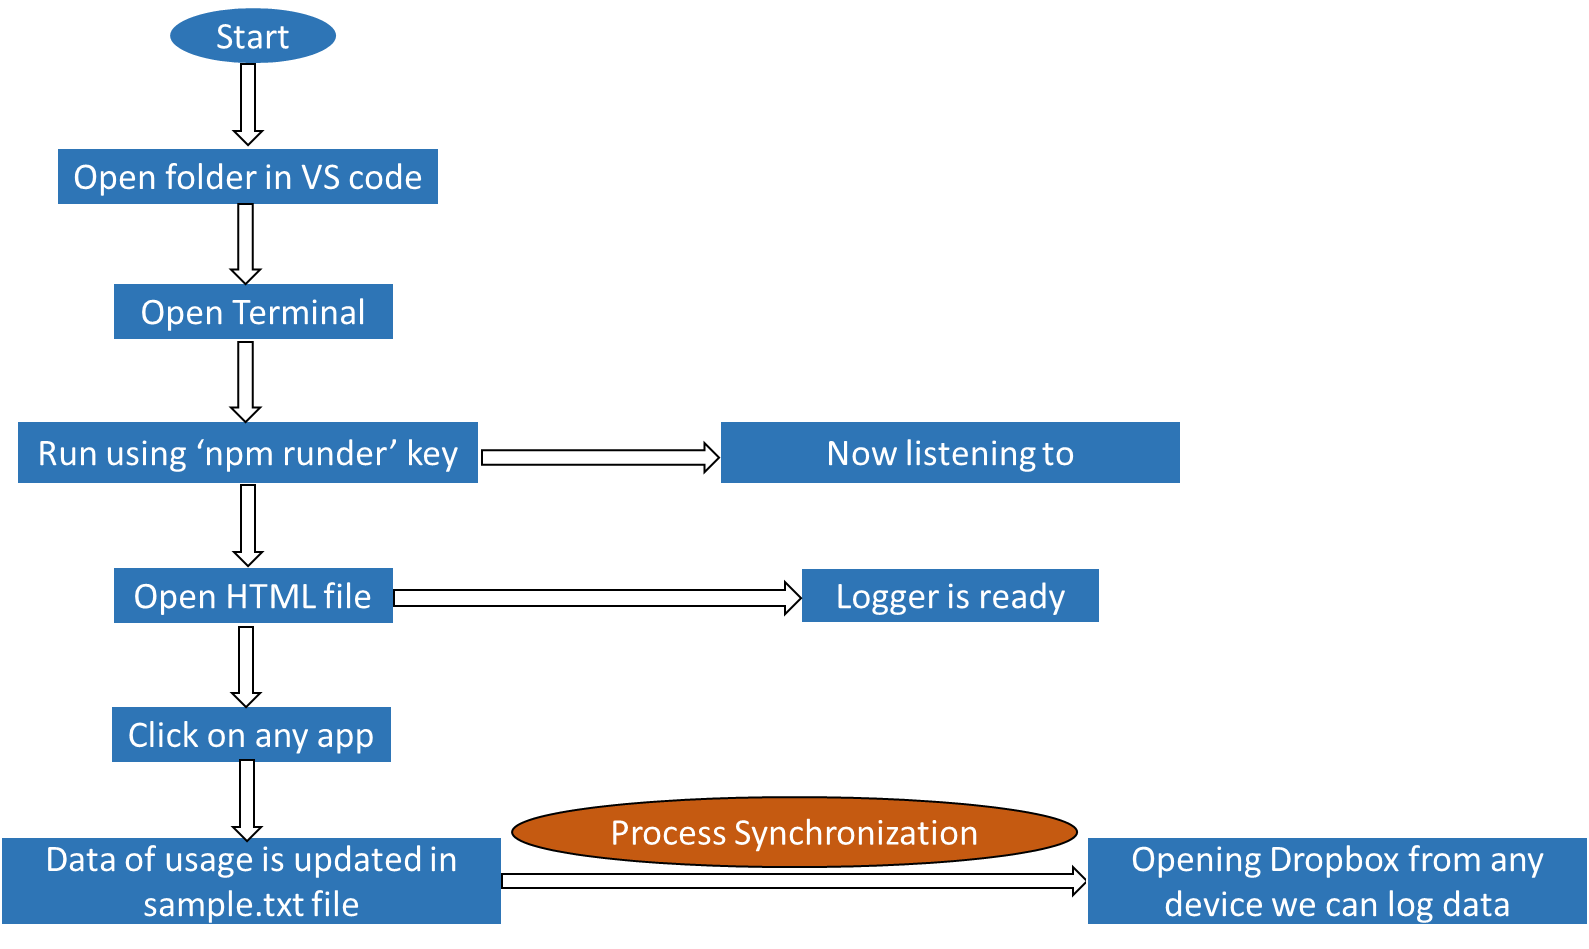 Start
Open folder in VS code
Open Terminal
Run using ‘npm runder’ key
Now listening to
Open HTML file
Logger is ready
Click on any app
Process Synchronization
Data of usage is updated in
sample.txt file
Opening Dropbox from any
device we can log data